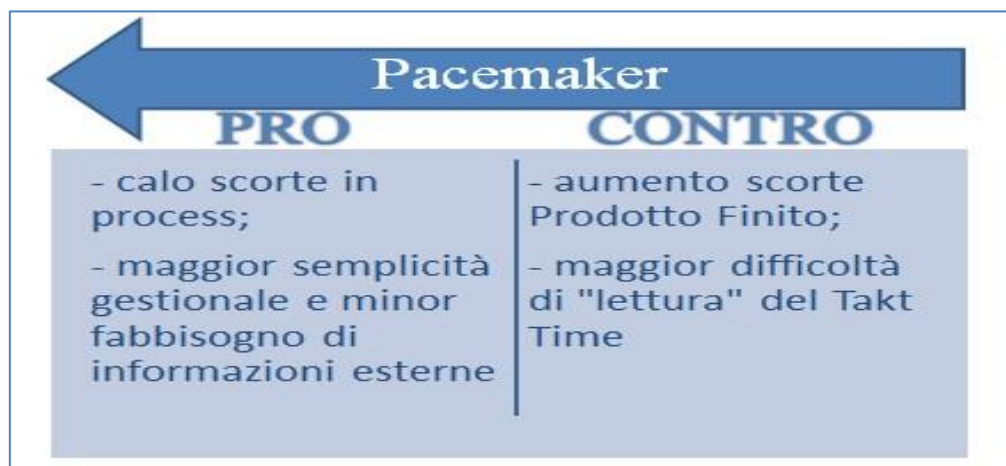 Pacemaker
PRO
CONTRO
- calo scorte in
process;
- maggior semplicità
gestionale e minor
fabbisogno di
informazioni esterne
- aumento scorte
Prodotto Finito;
- maggior difficoltà
di "lettura" del Takt
Time